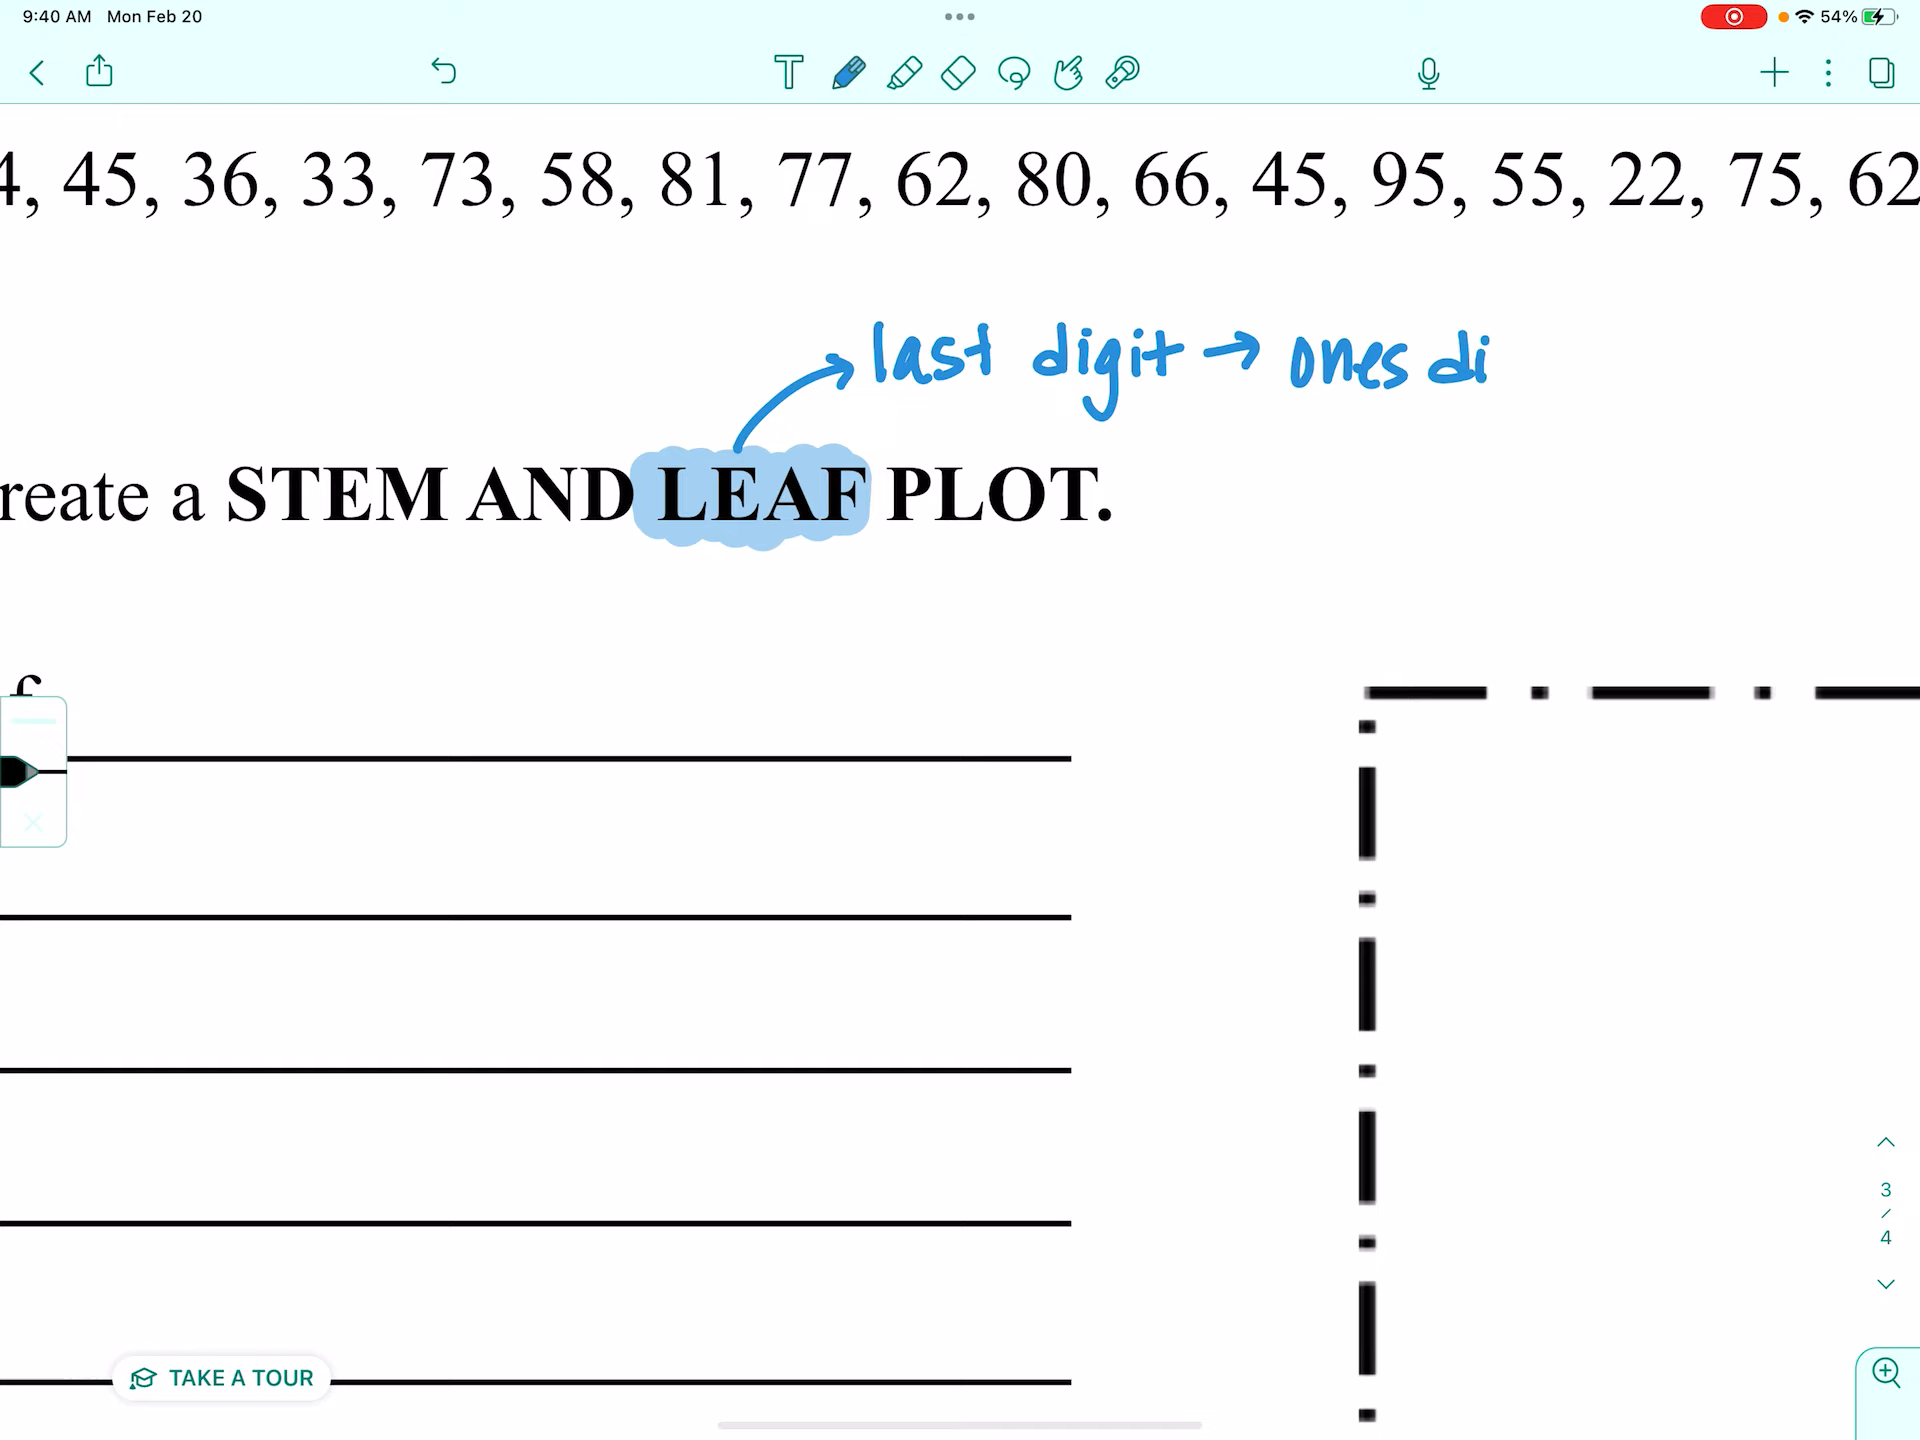 9:40 AM Mon Feb 20
54%
4, 45, 36, 33, 73, 58, 81, 77, 62, 80, 66, 45, 95, 55, 22, 75, 62
last digit → ones di
reate a STEM AND LEAF PLOT.
f
3
/
4
TAKE A TOUR